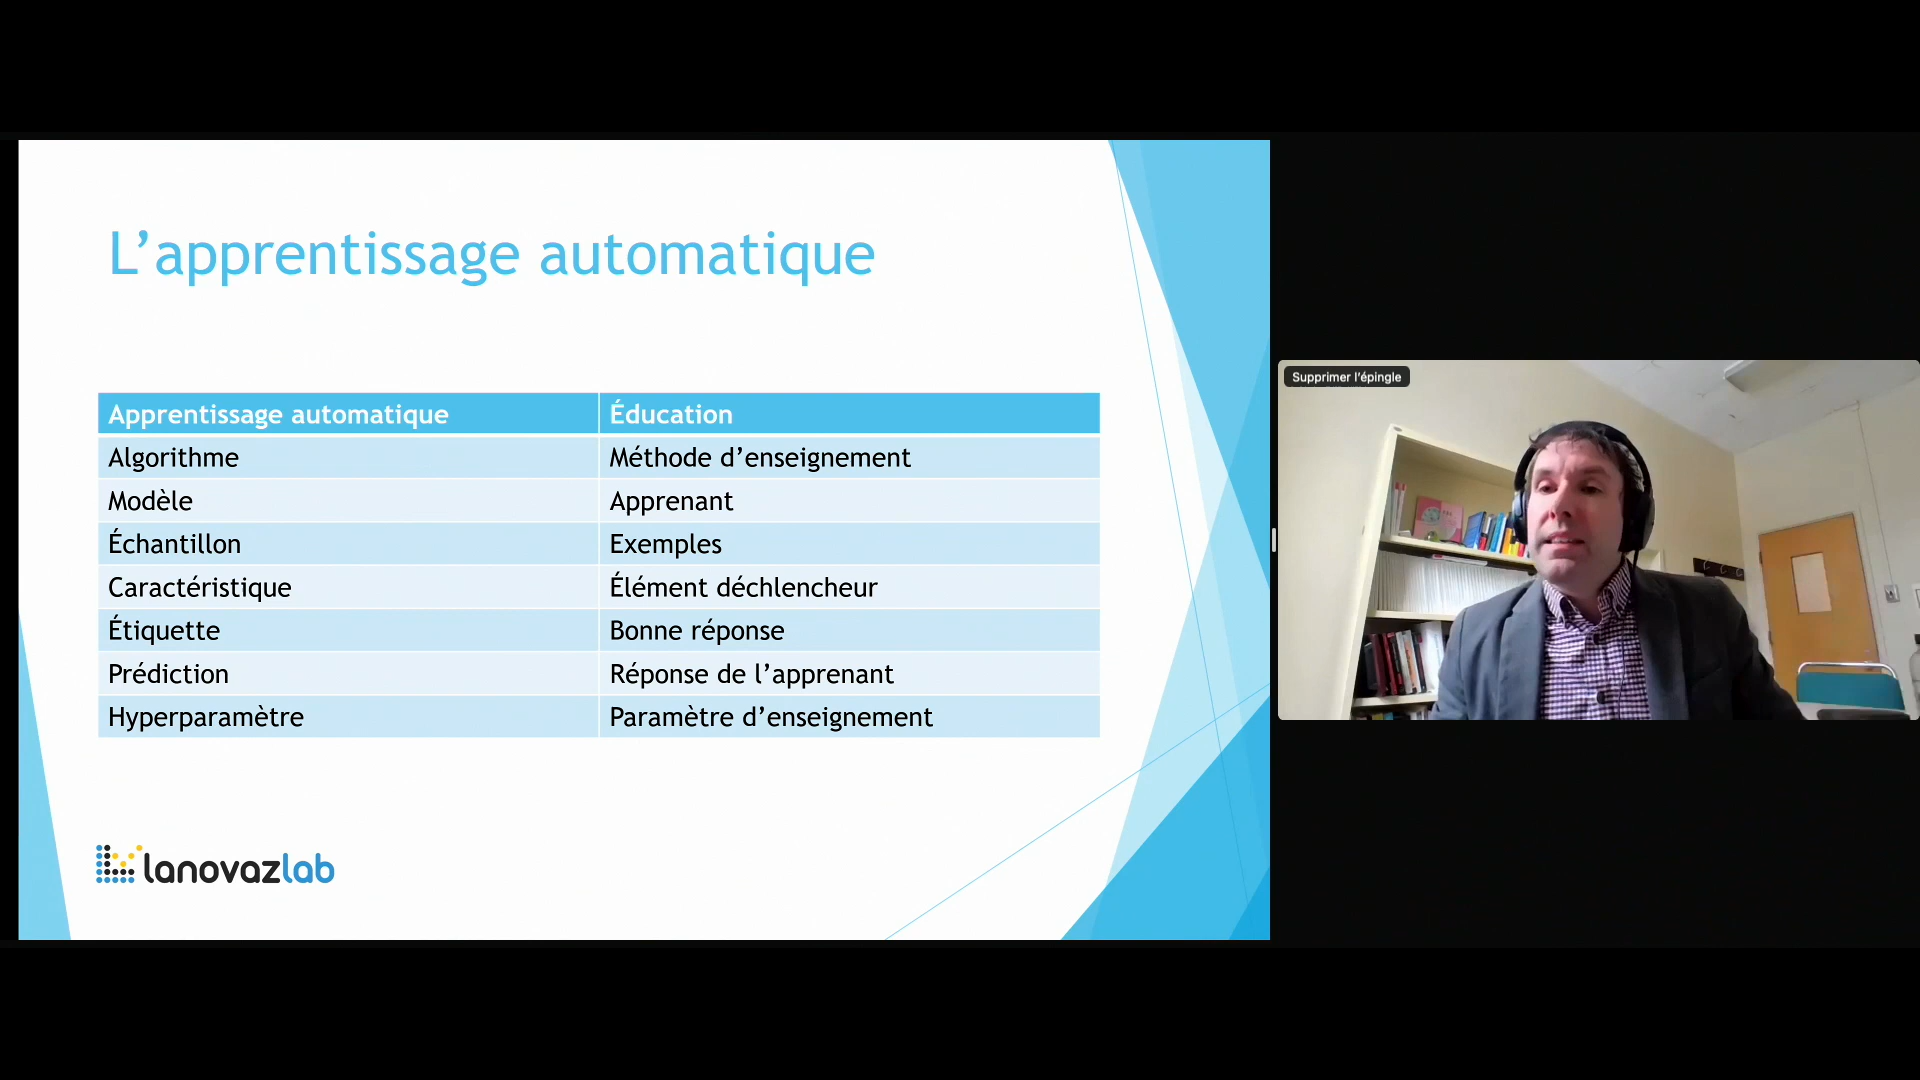 L’apprentissage automatique
Apprentissage automatique Éducation
Algorithme Méthode d’enseignement
Modèle Apprenant
Échantillon Exemples
Caractéristique Élément déchlencheur
Étiquette Bonne réponse
Prédiction Réponse de l’apprenant
Hyperparamètre Paramètre d’enseignement
lanovazlab
Supprimer l’épingle